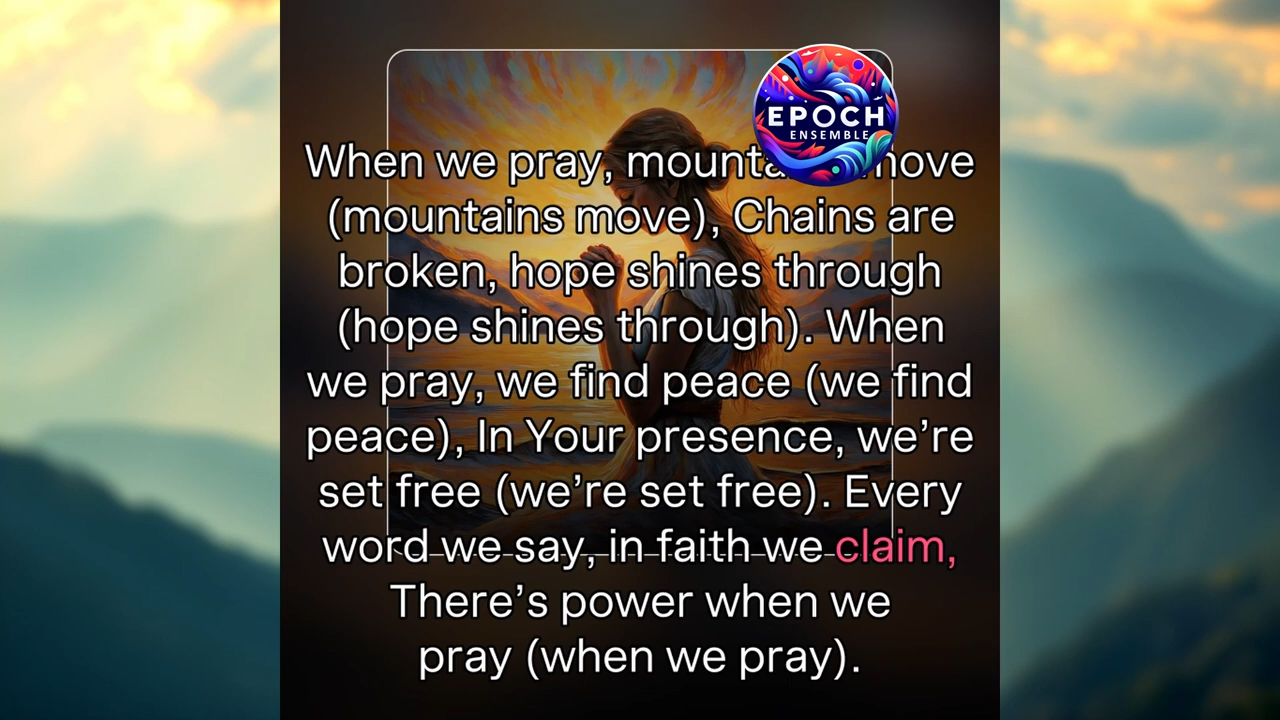 EPOCH
ENSEMBLE
When we pray, move
(mountains move), Chains are
broken, hope shines through
(hope shines through). When
we pray, we find peace (we find
peace), In Your presence, we’re
set free (we’re set free). Every
word we say, in faith we claim,
There’s power when we
pray (when we pray).